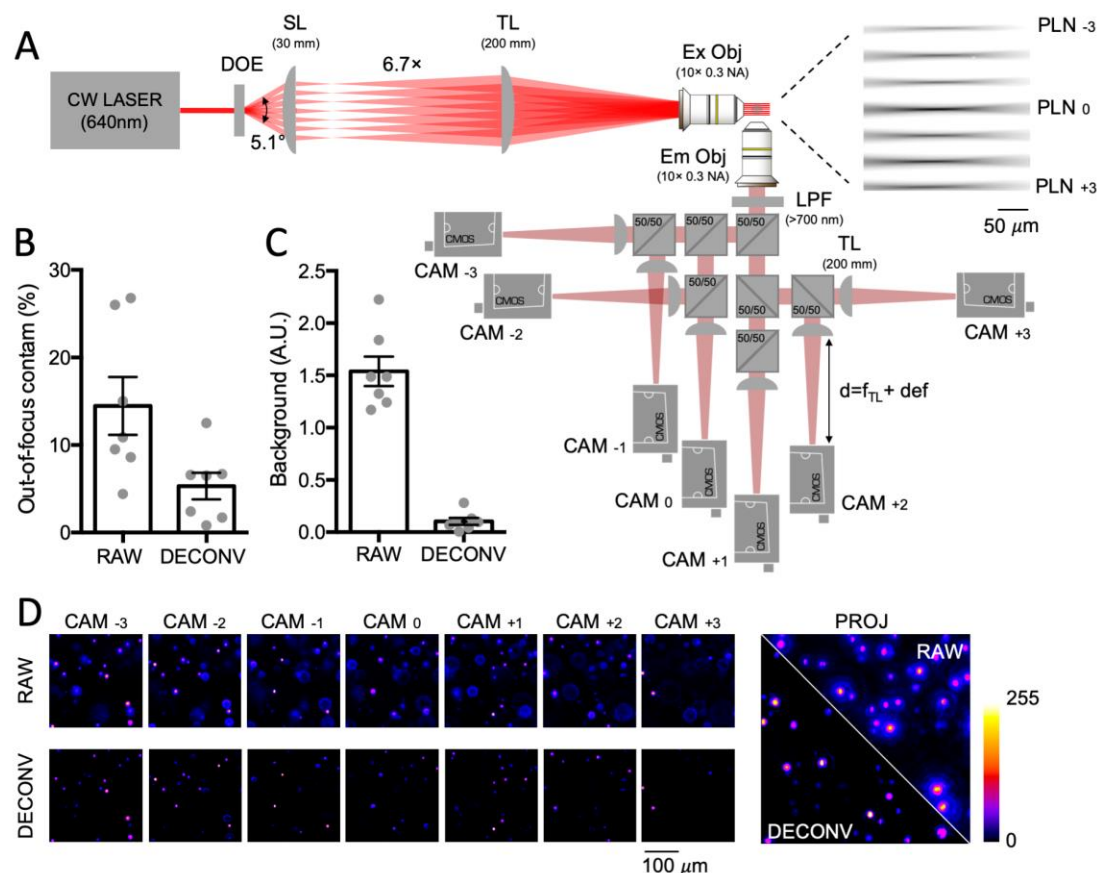 A
SL
(30 mm)
TL
(200 mm)
DOE
6.7×
CW LASER
(640nm)
5.1°
Ex Obj
(10× 0.3 NA)
Em Obj
(10× 0.3 NA)
PLN -3
PLN 0
PLN +3
50 µm
LPF
(>700 nm)
50/50
50/50
50/50
TL
(200 mm)
CMOS
CAM -3
CMOS
CAM -2
50/50
50/50
50/50
CMOS
CAM +3
50/50
d=fTL+ def
CMOS
CAM -1
CMOS
CAM 0
CMOS
CAM +1
CMOS
CAM +2
B
Out-of-focus contam (%)
30
20
10
0
RAW
DECONV
C
Background (A.U.)
2.5
2.0
1.5
1.0
0.5
0.0
RAW
DECONV
D
CAM -3
CAM -2
CAM -1
CAM 0
CAM +1
CAM +2
CAM +3
RAW
DECONV
100 µm
PROJ
RAW
DECONV
255
0